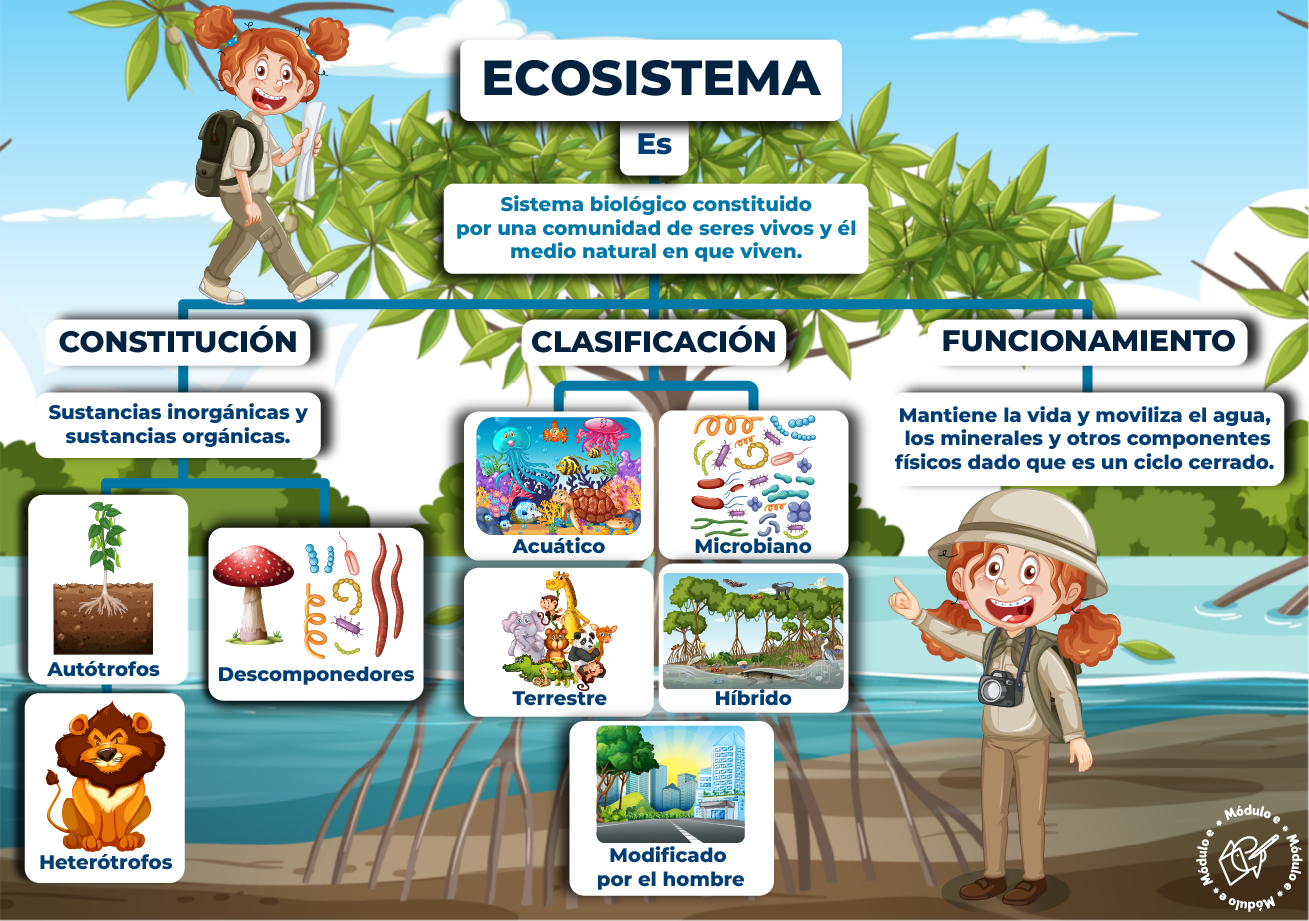 ECOSISTEMA
Es
Sistema biológico constituido
por una comunidad de seres vivos y él
medio natural en que viven.
CONSTITUCIÓN
Sustancias inorgánicas y
sustancias orgánicas.
Autótrofos
Descomponedores
Heterótrofos
CLASIFICACIÓN
Acuático
Microbiano
Terrestre
Híbrido
Modificado
por el hombre
FUNCIONAMIENTO
Mantiene la vida y moviliza el agua,
los minerales y otros componentes
físicos dado que es un ciclo cerrado.
Módulo e * Módulo e * Módulo e * Módulo e *